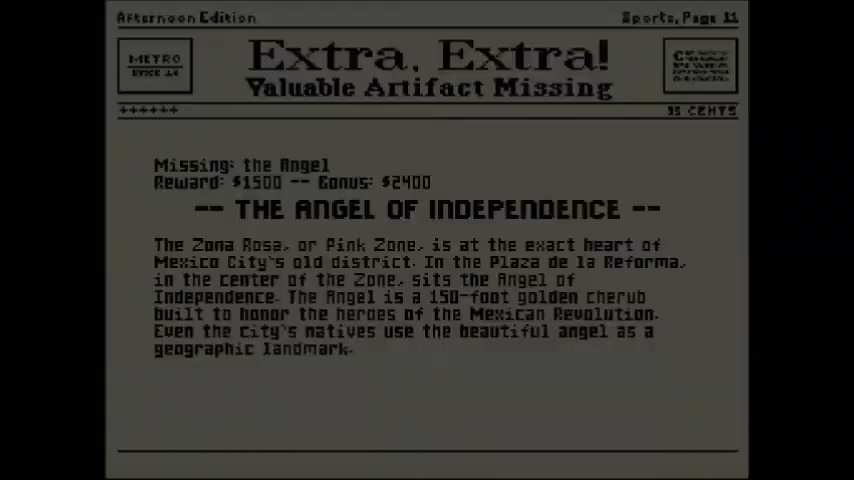 Afternoon Edition
Sports, Page 11
METRO
Extra, Extra!
Valuable Artifact Missing
++++++
35 CENTS
Missing: the Angel
Reward: $1500 -- Bonus: $2400
-- THE ANGEL OF INDEPENDENCE --
The Zona Rosa, or Pink Zone, is at the exact heart of
Mexico City's old district. In the Plaza de la Reforma,
in the center of the Zone, sits the Angel of
Independence. The Angel is a 150-foot golden cherub
built to honor the heroes of the Mexican Revolution.
Even the city's natives use the beautiful angel as a
geographic landmark.